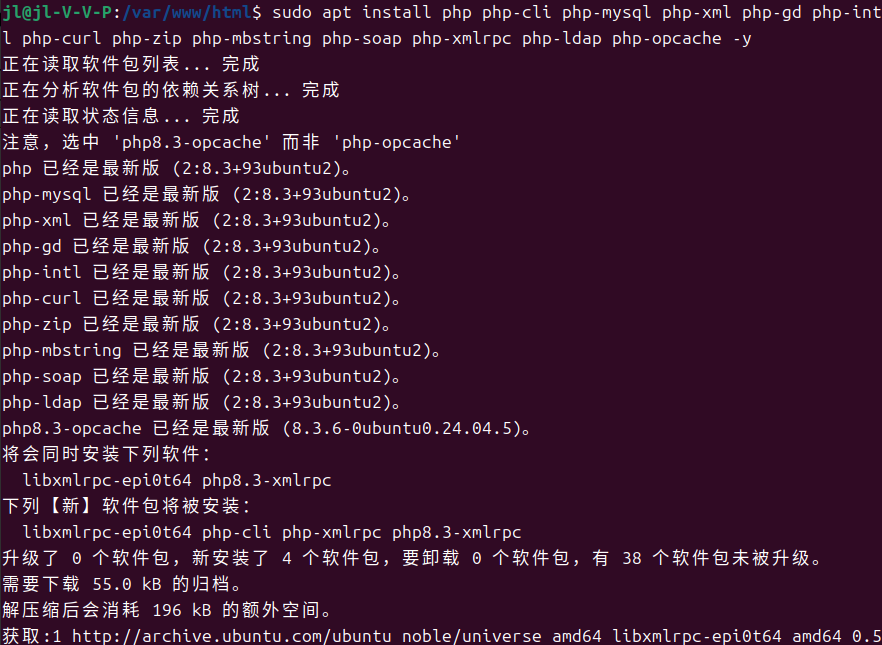 jl@jl-V-V-P:/var/www/html$ sudo apt install php php-cli php-mysql php-xml php-gd php-int
l php-curl php-zip php-mbstring php-soap php-xmlrpc php-ldap php-opcache -y
正在读取软件包列表... 完成
正在分析软件包的依赖关系树... 完成
正在读取状态信息... 完成
注意，选中 'php8.3-opcache' 而非 'php-opcache'
php 已经是最新版 (2:8.3+93ubuntu2)。
php-mysql 已经是最新版 (2:8.3+93ubuntu2)。
php-xml 已经是最新版 (2:8.3+93ubuntu2)。
php-gd 已经是最新版 (2:8.3+93ubuntu2)。
php-intl 已经是最新版 (2:8.3+93ubuntu2)。
php-curl 已经是最新版 (2:8.3+93ubuntu2)。
php-zip 已经是最新版 (2:8.3+93ubuntu2)。
php-mbstring 已经是最新版 (2:8.3+93ubuntu2)。
php-soap 已经是最新版 (2:8.3+93ubuntu2)。
php-ldap 已经是最新版 (2:8.3+93ubuntu2)。
php8.3-opcache 已经是最新版 (8.3.6-0ubuntu0.24.04.5)。
将会同时安装下列软件：
  libxmlrpc-epi0t64 php8.3-xmlrpc
下列【新】软件包将被安装：
  libxmlrpc-epi0t64 php-cli php-xmlrpc php8.3-xmlrpc
升级了 0 个软件包，新安装了 4 个软件包，要卸载 0 个软件包，有 38 个软件包未被升级。
需要下载 55.0 kB 的归档。
解压缩后会消耗 196 kB 的额外空间。
获取:1 http://archive.ubuntu.com/ubuntu noble/universe amd64 libxmlrpc-epi0t64 amd64 0.5